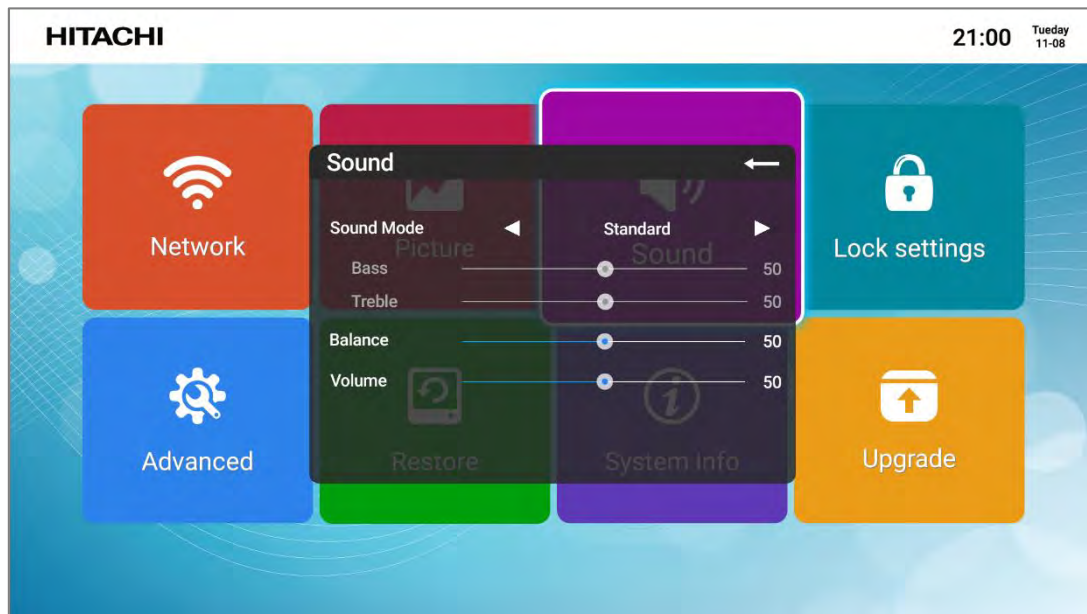 HITACHI
21:00
Tueday
11-08
Sound
Sound Mode
Standard
Bass
50
Treble
50
Balance
50
Volume
50
Network
Picture
Sound
Lock settings
Advanced
Restore
System Info
Upgrade